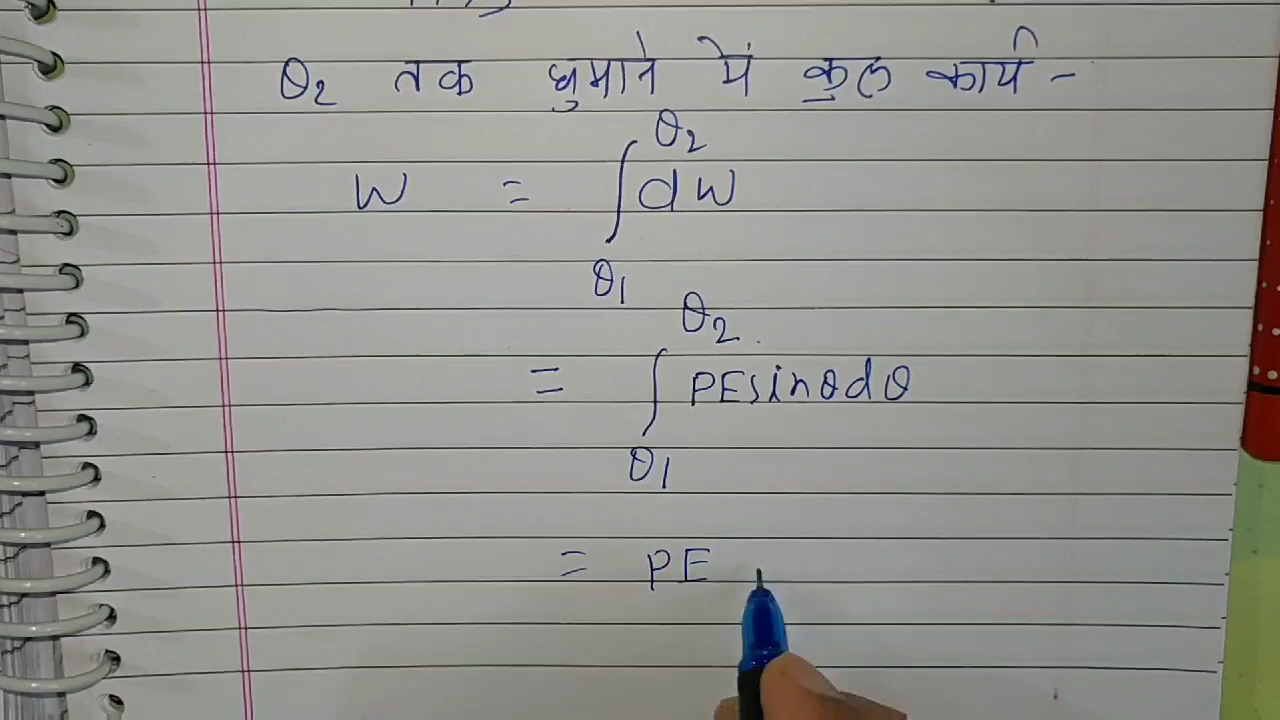 θ₂ तक घुमाने में कुल कार्य -
W = ∫θ₁^θ₂ dW
= ∫θ₁^θ₂ PE sinθ dθ
= PE